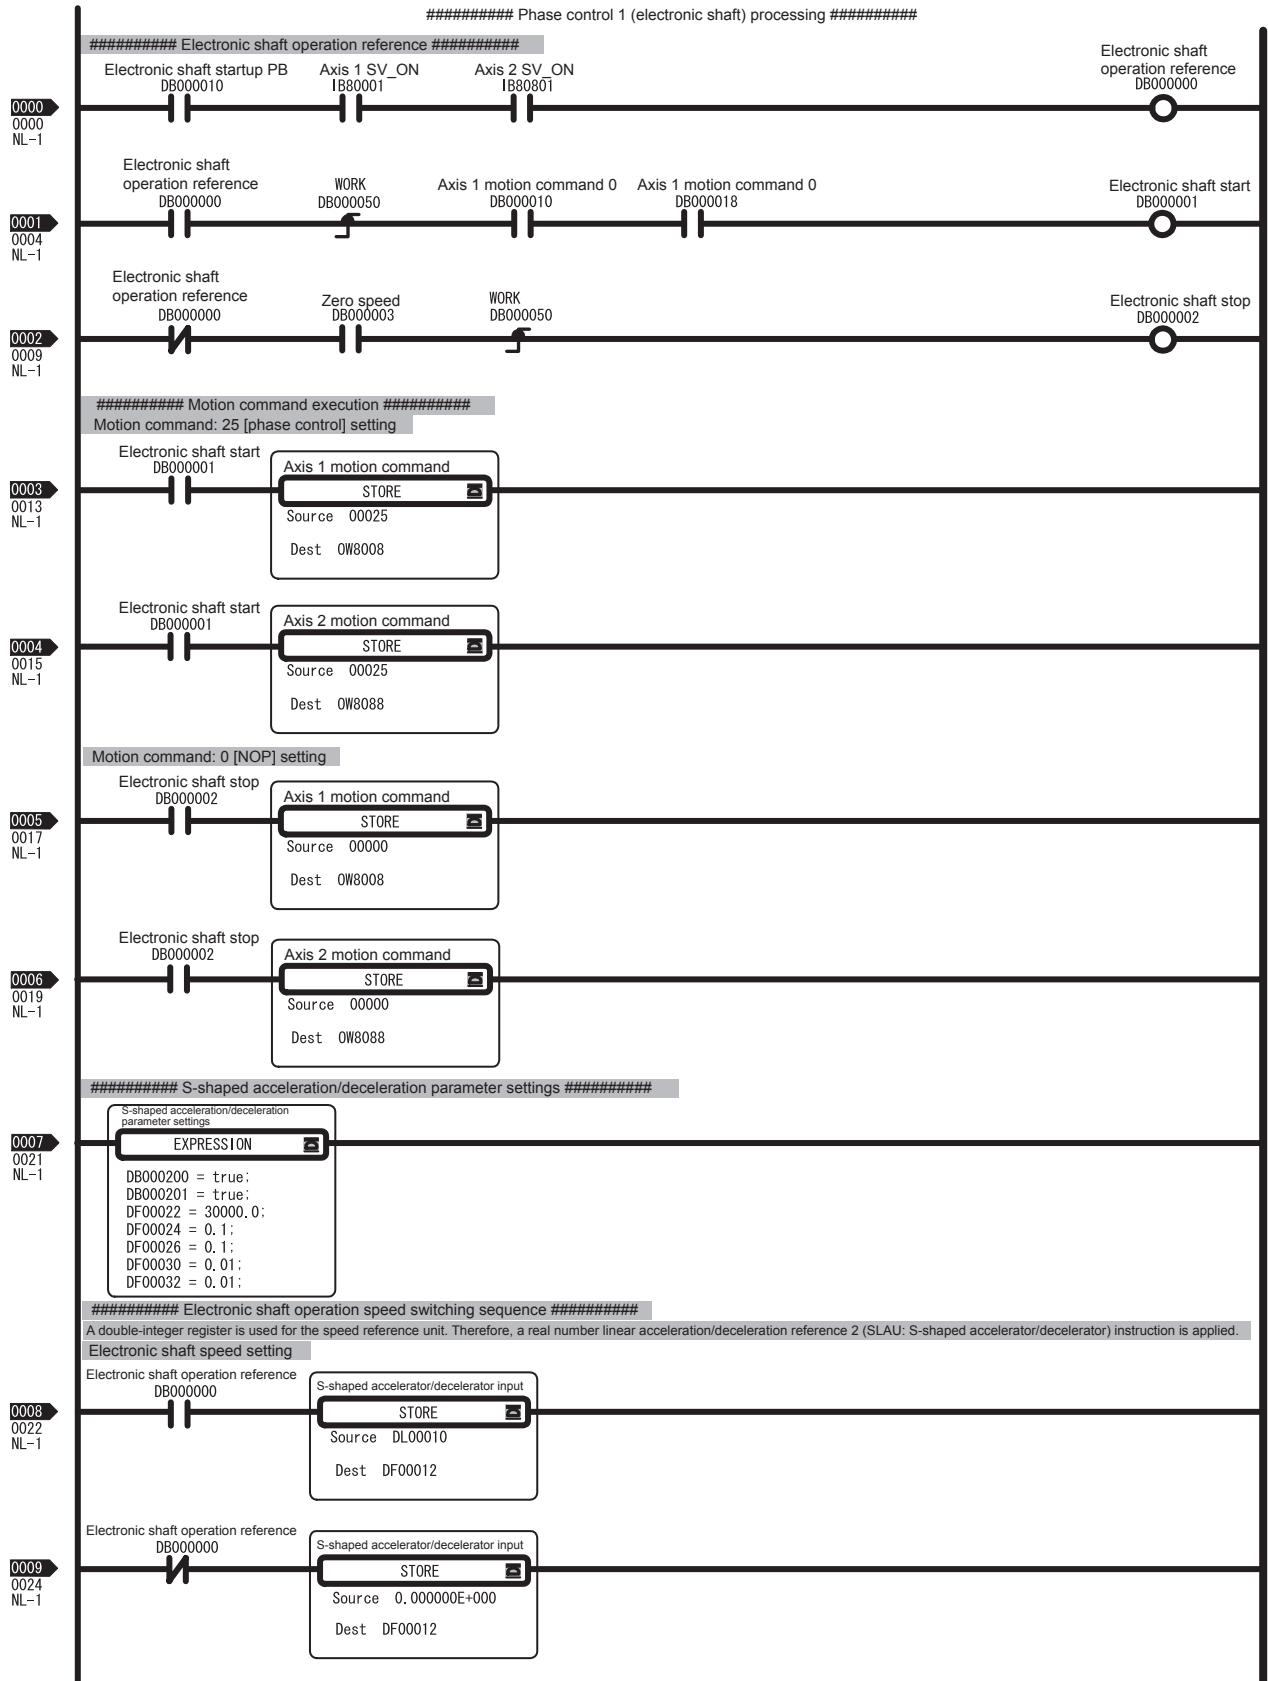 ########## Phase control 1 (electronic shaft) processing ##########
########## Electronic shaft operation reference ##########
Electronic shaft startup PB
DB000010
Axis 1 SV_ON
IB80001
Axis 2 SV_ON
IB80801
Electronic shaft
operation reference
DB000000
0000
0000
NL-1
Electronic shaft
operation reference
DB000000
WORK
DB000050
Axis 1 motion command 0
DB000010
Axis 1 motion command 0
DB000018
Electronic shaft start
DB000001
0001
0004
NL-1
Electronic shaft
operation reference
DB000000
Zero speed
DB000003
WORK
DB000050
Electronic shaft stop
DB000002
0002
0009
NL-1
########## Motion command execution ##########
Motion command: 25 [phase control] setting
Electronic shaft start
DB000001
Axis 1 motion command
STORE
Source 00025
Dest OW8008
0003
0013
NL-1
Electronic shaft start
DB000001
Axis 2 motion command
STORE
Source 00025
Dest OW8088
0004
0015
NL-1
Motion command: 0 [NOP] setting
Electronic shaft stop
DB000002
Axis 1 motion command
STORE
Source 00000
Dest OW8008
0005
0017
NL-1
Electronic shaft stop
DB000002
Axis 2 motion command
STORE
Source 00000
Dest OW8088
0006
0019
NL-1
########## S-shaped acceleration/deceleration parameter settings ##########
S-shaped acceleration/deceleration
parameter settings
EXPRESSION
0007
0021
NL-1
DB000200 = true;
DB000201 = true;
DF00022 = 30000.0;
DF00024 = 0.1;
DF00026 = 0.1;
DF00030 = 0.01;
DF00032 = 0.01;
########## Electronic shaft operation speed switching sequence ##########
A double-integer register is used for the speed reference unit. Therefore, a real number linear acceleration/deceleration reference 2 (SLAU: S-shaped accelerator/decelerator) instruction is applied.
Electronic shaft speed setting
Electronic shaft operation reference
DB000000
S-shaped accelerator/decelerator input
STORE
Source DL00010
Dest DF00012
0008
0022
NL-1
Electronic shaft operation reference
DB000000
S-shaped accelerator/decelerator input
STORE
Source 0.000000E+000
Dest DF00012
0009
0024
NL-1